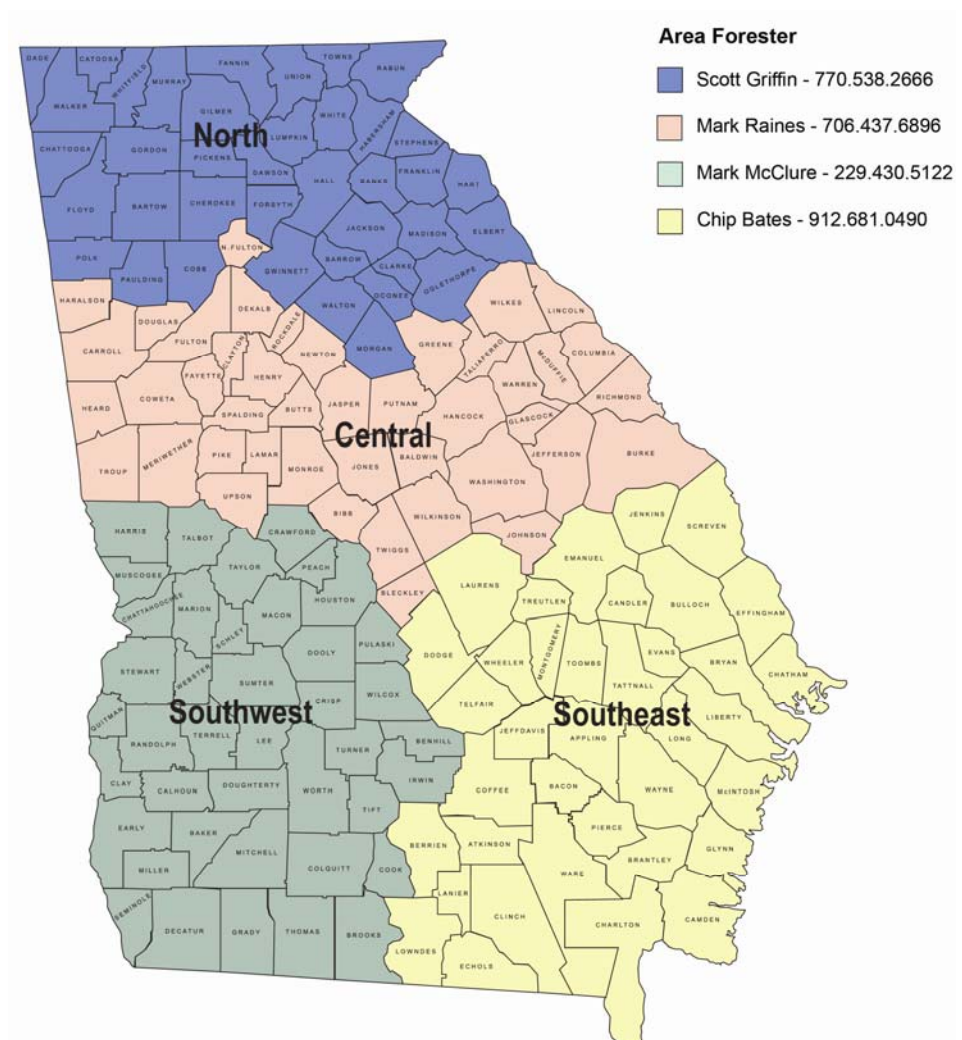 Area Forester
Scott Griffin - 770.538.2666
Mark Raines - 706.437.6896
Mark McClure - 229.430.5122
Chip Bates - 912.681.0490
DADE
CATOOSA
WHITFIELD
MURRAY
FANNIN
UNION
TOWNS
RABUN
WALKER
GILMER
LUMPKIN
WHITE
HABERSHAM
STEPHENS
North
CHATTOOGA
GORDON
PICKENS
DAWSON
HALL
BANKS
FRANKLIN
HART
FLOYD
BARTOW
CHEROKEE
FORSYTH
JACKSON
MADISON
ELBERT
N.FULTON
POLK
PAULDING
COBB
GWINNETT
BARROW
CLARKE
OCONEE
OGLETHORPE
WALTON
MORGAN
HARALSON
DOUGLAS
FULTON
DEKALB
ROCKDALE
NEWTON
GREENE
TALIAFERRO
WILKES
LINCOLN
COLUMBIA
McDUFFIE
CARROLL
CLAYTON
FAYETTE
HENRY
WARREN
RICHMOND
HEARD
COWETA
SPALDING
BUTTS
JASPER
PUTNAM
HANCOCK
GLASCOCK
Central
TROUP
MERIWETHER
PIKE
LAMAR
MONROE
JONES
BALDWIN
WASHINGTON
JEFFERSON
BURKE
UPSON
BIBB
WILKINSON
TWIGGS
JOHNSON
BLECKLEY
HARRIS
TALBOT
CRAWFORD
TAYLOR
PEACH
MUSCOGEE
CHATTAHOOCHEE
MARION
MACON
HOUSTON
SCHLEY
PULASKI
DOOLY
STEWART
WEBSTER
SUMTER
CRISP
WILCOX
QUITMAN
Southwest
RANDOLPH
TERRELL
LEE
TURNER
BENHILL
IRWIN
CLAY
CALHOUN
DOUGHERTY
WORTH
TIFT
EARLY
BAKER
MITCHELL
COLQUITT
COOK
MILLER
SEMINOLE
DECATUR
GRADY
THOMAS
BROOKS
JENKINS
SCREVEN
EMANUEL
LAURENS
TREUTLEN
CANDLER
BULLOCH
EFFINGHAM
DODGE
WHEELER
MONTGOMERY
TOOMBS
EVANS
TATTNALL
BRYAN
CHATHAM
TELFAIR
Southeast
JEFFDAVIS
APPLING
LONG
LIBERTY
COFFEE
BACON
WAYNE
McINTOSH
BERRIEN
ATKINSON
PIERCE
BRANTLEY
GLYNN
WARE
LANIER
CLINCH
CHARLTON
CAMDEN
LOWNDES
ECHOLS